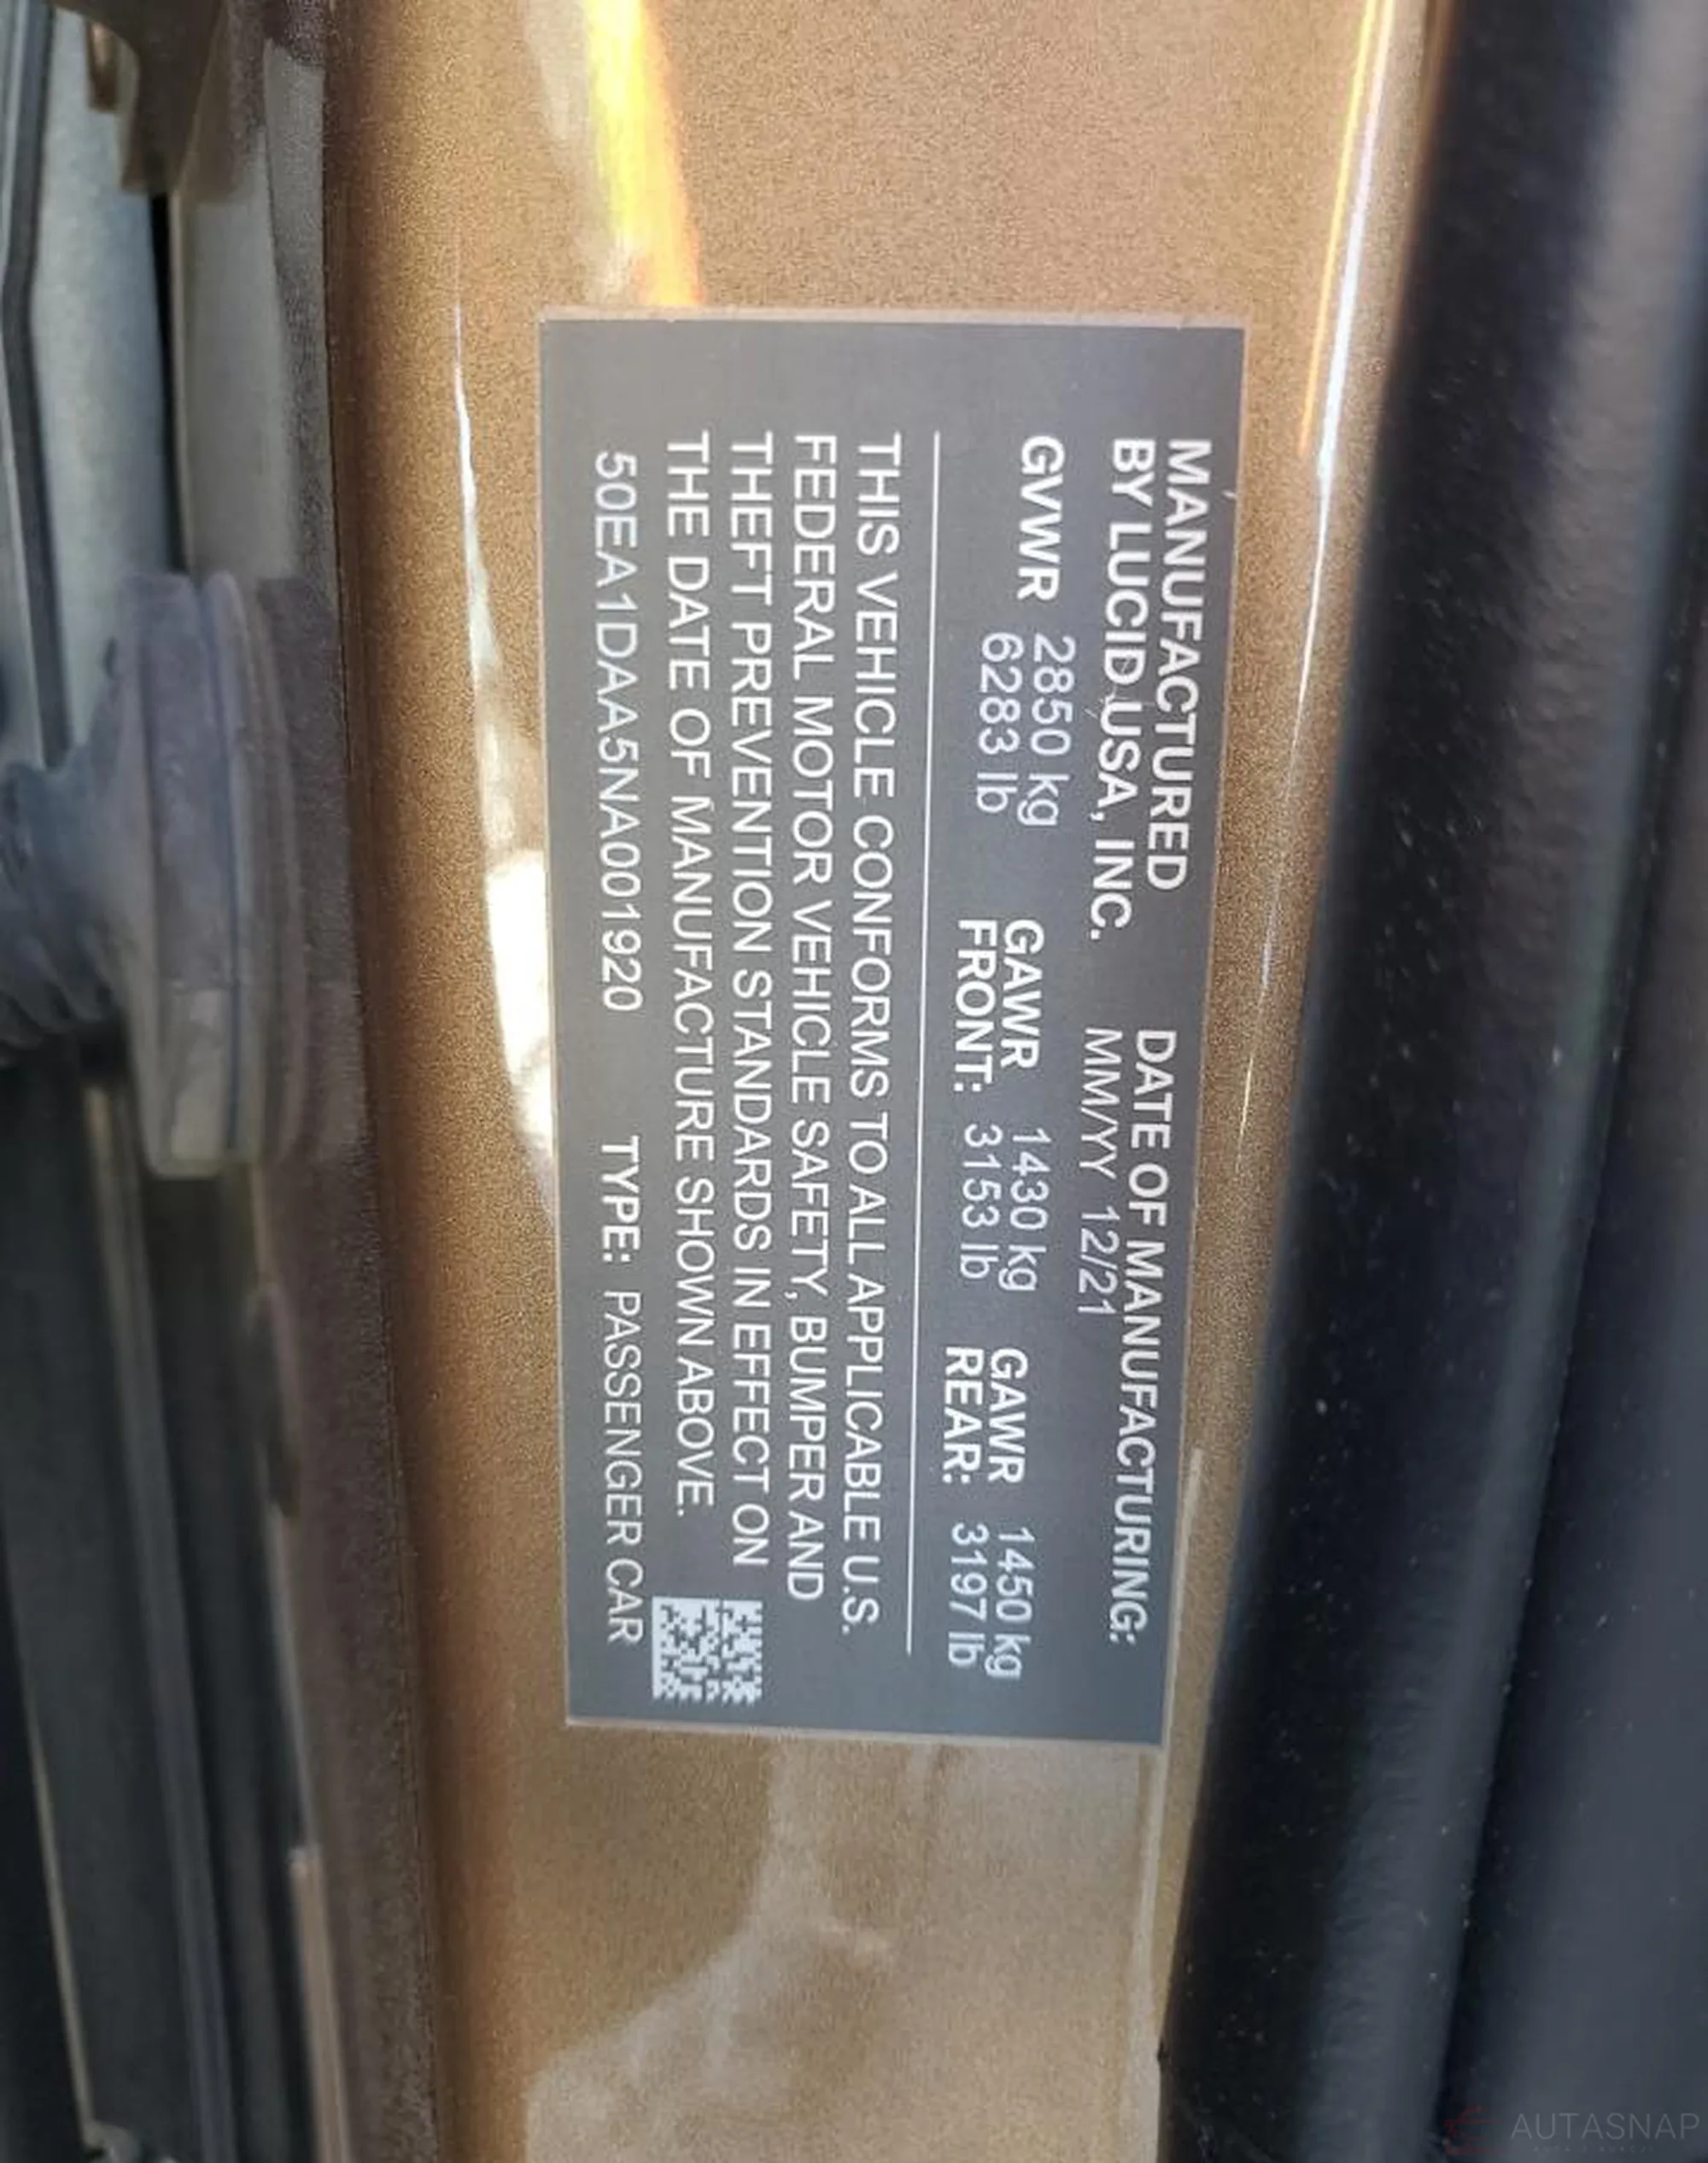 MANUFACTURED
BY LUCID USA, INC.
DATE OF MANUFACTURING:
MM/YY 12/21
GVWR 2850 kg
6283 lb
GAWR 1430 kg
FRONT: 3153 lb
GAWR 1450 kg
REAR: 3197 lb
THIS VEHICLE CONFORMS TO ALL APPLICABLE U.S.
FEDERAL MOTOR VEHICLE SAFETY, BUMPER AND
THEFT PREVENTION STANDARDS IN EFFECT ON
THE DATE OF MANUFACTURE SHOWN ABOVE.
50EA1DAA5NA001920 TYPE: PASSENGER CAR
AUTASNAP